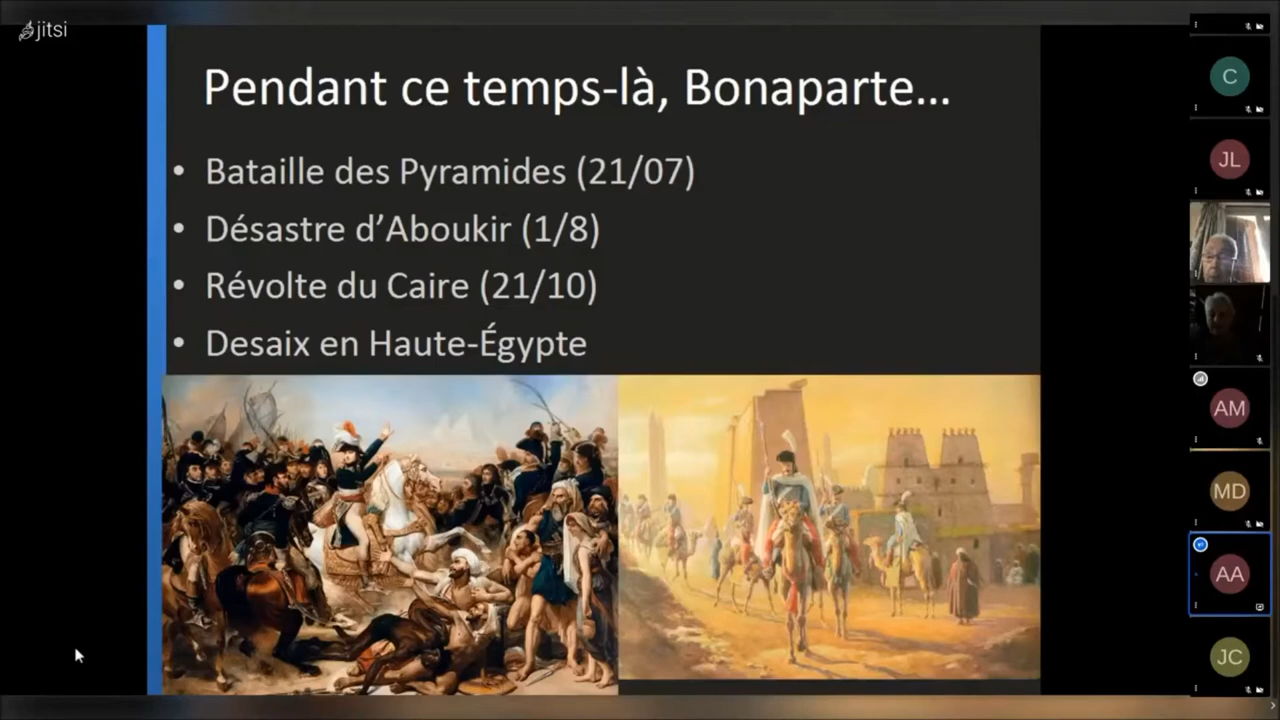 jitsi
Pendant ce temps-là, Bonaparte...
• Bataille des Pyramides (21/07)
• Désastre d’Aboukir (1/8)
• Révolte du Caire (21/10)
• Desaix en Haute-Égypte
C
JL
AM
MD
AA
JC